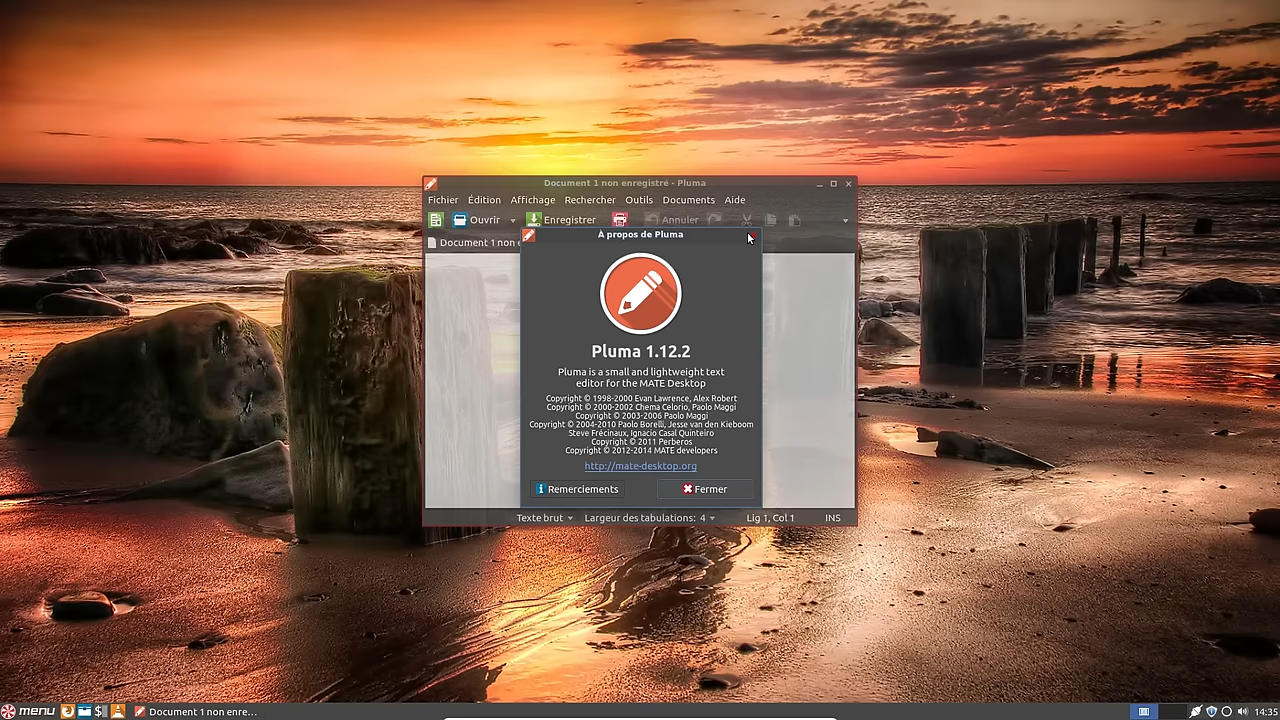 Document 1 non enregistré - Pluma
Fichier Édition Affichage Rechercher Outils Documents Aide
Ouvrir Enregistrer Annuler
Document 1 non e
À propos de Pluma
Pluma 1.12.2
Pluma is a small and lightweight text
editor for the MATE Desktop
Copyright © 1998-2000 Evan Lawrence, Alex Robert
Copyright © 2000-2002 Chema Celorio, Paolo Maggi
Copyright © 2003-2006 Paolo Maggi
Copyright © 2004-2010 Paolo Borelli, Jesse van den Kieboom
Steve Frécinaux, Ignacio Casal Quinteiro
Copyright © 2011 Perberos
Copyright © 2012-2014 MATE developers
http://mate-desktop.org
Remerciements Fermer
Texte brut Largeur des tabulations: 4 Lig 1, Col 1 INS
menu $ Document 1 non enre... 14:35